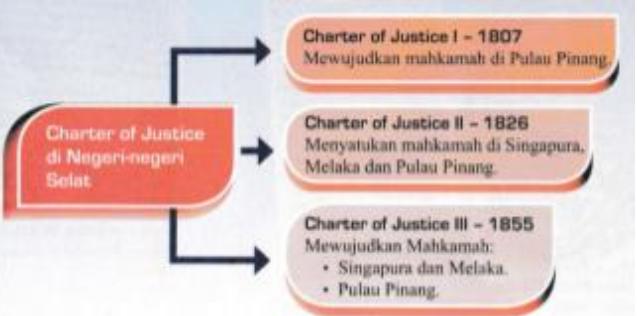 Charter of Justice
di Negeri-negeri
Selat
Charter of Justice I – 1807
Mewujudkan mahkamah di Pulau Pinang.
Charter of Justice II – 1826
Menyatukan mahkamah di Singapura,
Melaka dan Pulau Pinang.
Charter of Justice III – 1855
Mewujudkan Mahkamah:
• Singapura dan Melaka.
• Pulau Pinang.